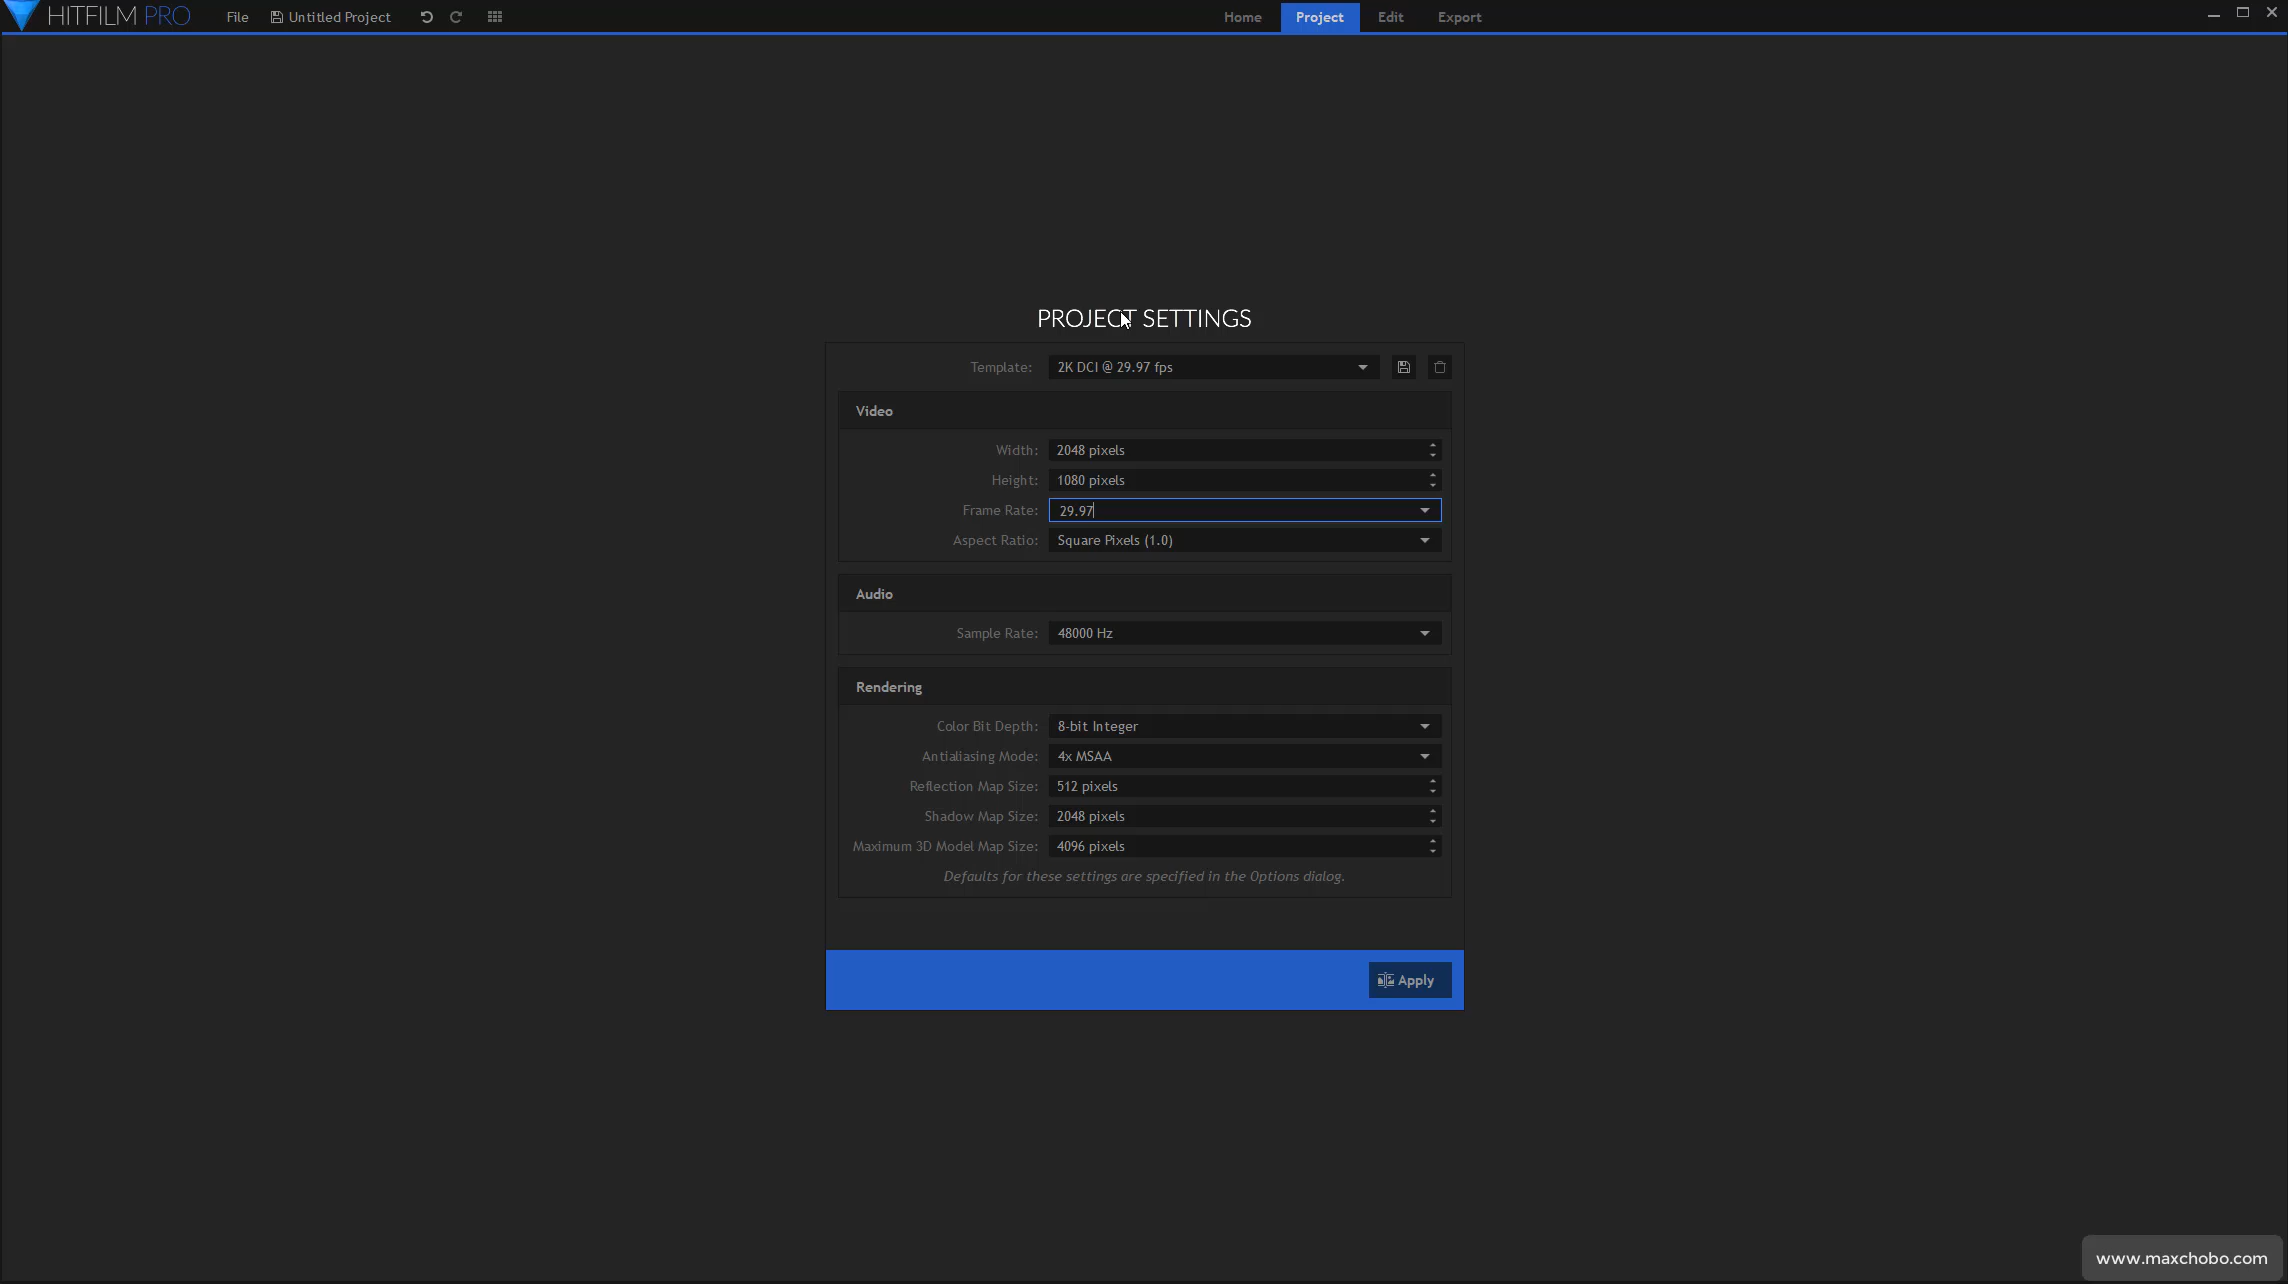 HITFILM PRO File Untitled Project Home Project Edit Export
PROJECT SETTINGS
Template: 2K DCI @ 29.97 fps
Video
Width: 2048 pixels
Height: 1080 pixels
Frame Rate: 29.97
Aspect Ratio: Square Pixels (1.0)
Audio
Sample Rate: 48000 Hz
Rendering
Color Bit Depth: 8-bit Integer
Antialiasing Mode: 4x MSAA
Reflection Map Size: 512 pixels
Shadow Map Size: 2048 pixels
Maximum 3D Model Map Size: 4096 pixels
Defaults for these settings are specified in the Options dialog.
Apply
www.maxchobo.com